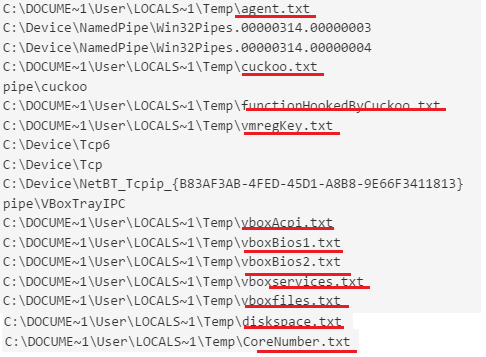 C:\DOCUME~1\User\LOCALS~1\Temp\agent.txt
C:\Device\NamedPipe\Win32Pipes.00000314.00000003
C:\Device\NamedPipe\Win32Pipes.00000314.00000004
C:\DOCUME~1\User\LOCALS~1\Temp\cuckoo.txt
pipe\cuckoo
C:\DOCUME~1\User\LOCALS~1\Temp\functionHookedByCuckoo.txt
C:\DOCUME~1\User\LOCALS~1\Temp\vmregKey.txt
C:\Device\Tcp6
C:\Device\Tcp
C:\Device\NetBT_Tcpip_{B83AF3AB-4FED-45D1-A8B8-9E66F3411813}
pipe\VBoxTrayIPC
C:\DOCUME~1\User\LOCALS~1\Temp\vboxAcpi.txt
C:\DOCUME~1\User\LOCALS~1\Temp\vboxBios1.txt
C:\DOCUME~1\User\LOCALS~1\Temp\vboxBios2.txt
C:\DOCUME~1\User\LOCALS~1\Temp\vboxservices.txt
C:\DOCUME~1\User\LOCALS~1\Temp\vboxfiles.txt
C:\DOCUME~1\User\LOCALS~1\Temp\diskspace.txt
C:\DOCUME~1\User\LOCALS~1\Temp\CoreNumber.txt